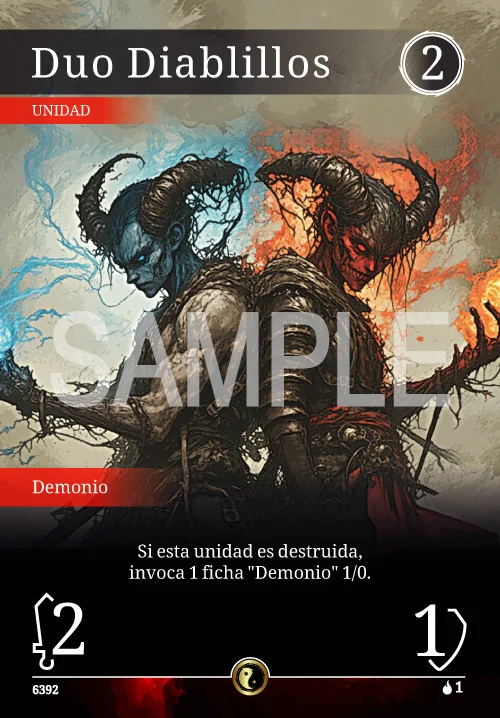 Duo Diablillos
2
UNIDAD
SAMPLE
Demonio
Si esta unidad es destruida,
invoca 1 ficha "Demonio" 1/0.
2
1
6392
1